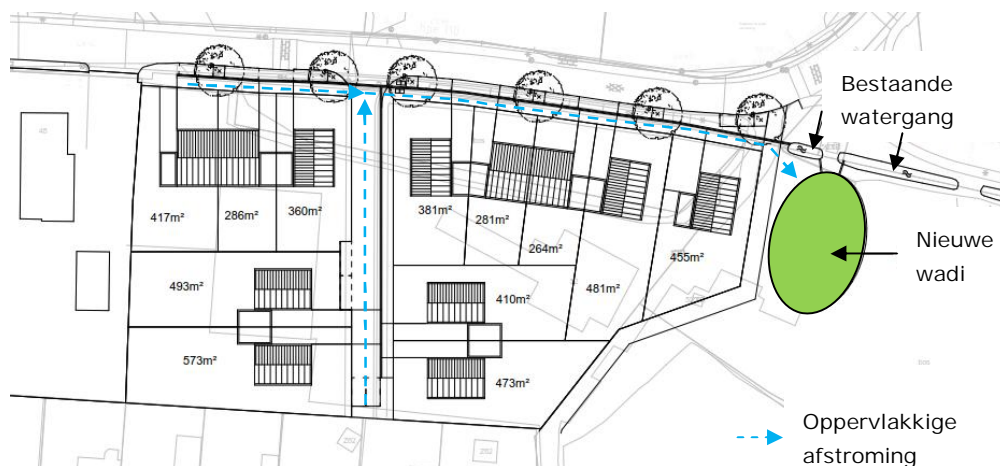 Bestaande
watergang
417m²
286m²
360m²
381m²
281m²
264m²
455m²
Nieuwe
wadi
493m²
410m²
481m²
573m²
473m²
Oppervlakkige
afstroming